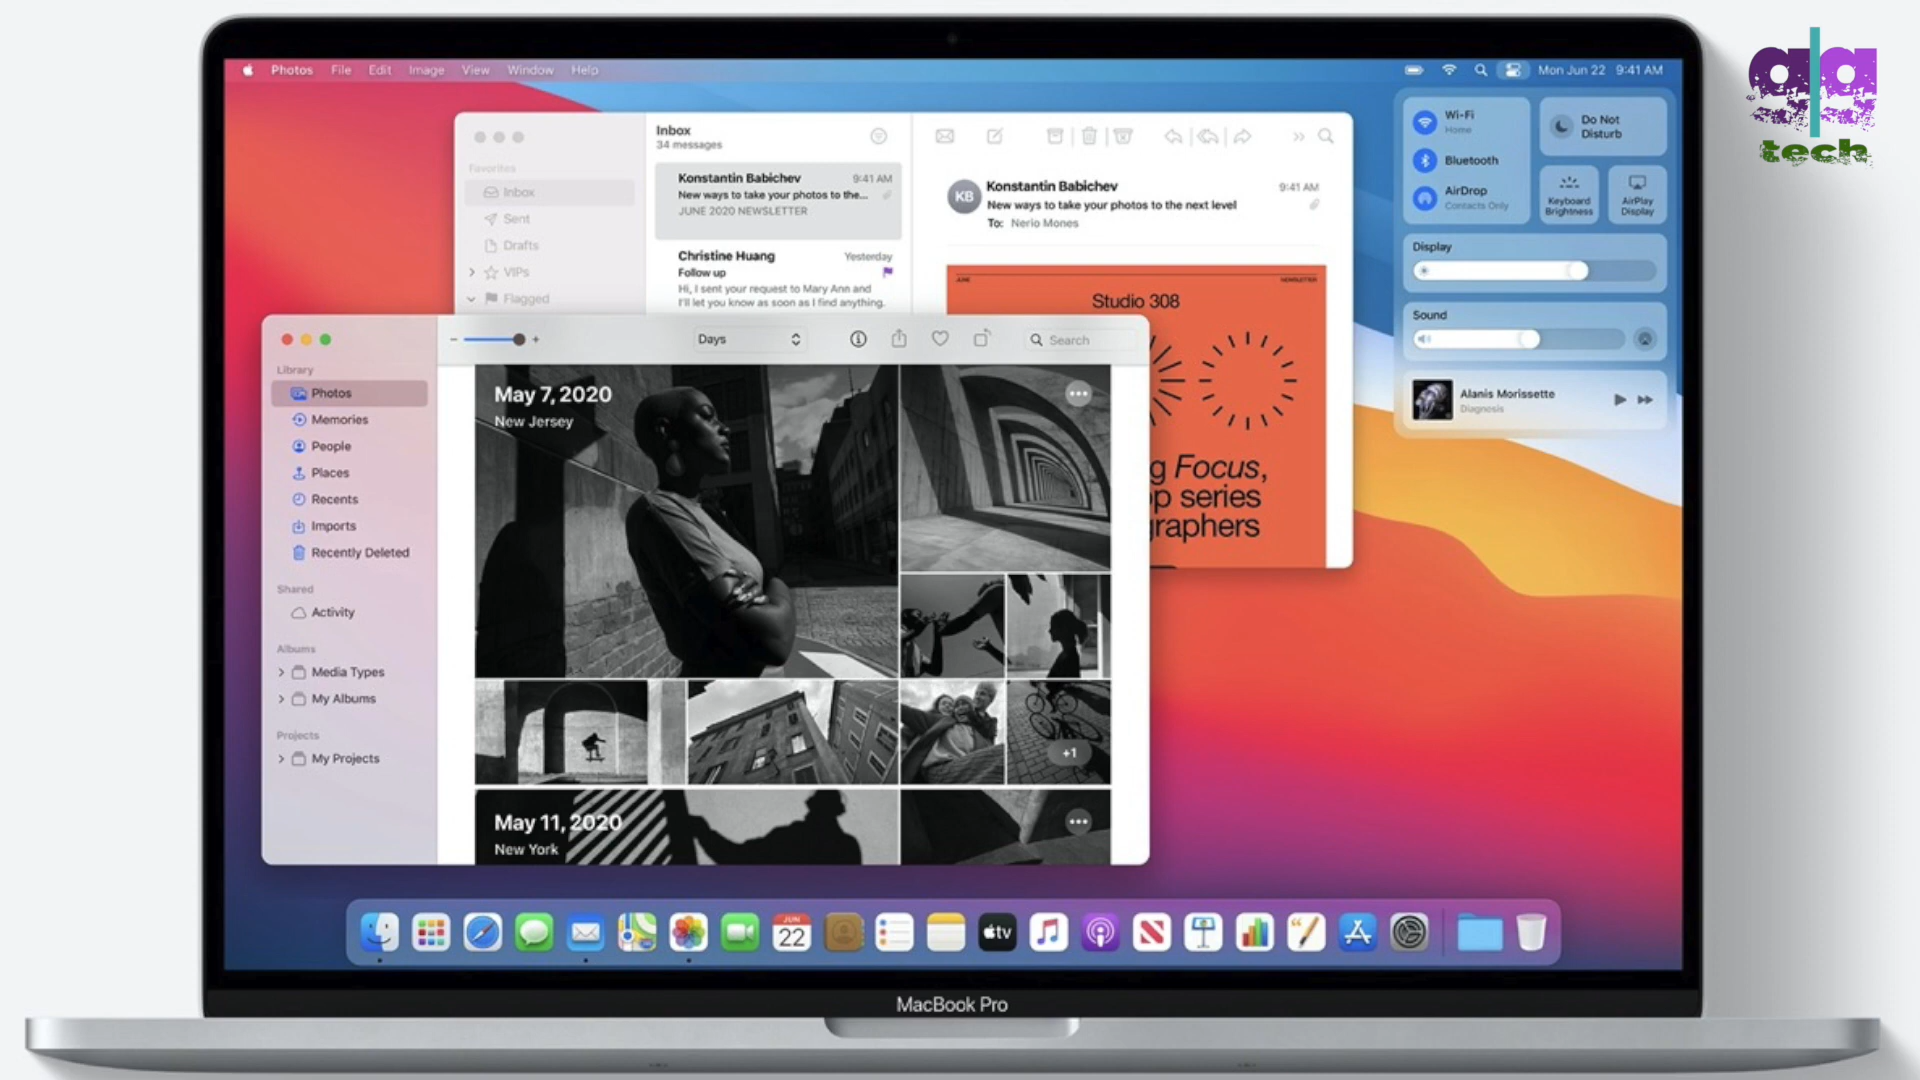 Photos File Edit Image View Window Help
Mon Jun 22 9:41 AM
a|a
tech
Inbox
34 messages
Favorites
Inbox
Sent
Drafts
VIPs
Flagged
Konstantin Babichev 9:41 AM
New ways to take your photos to the...
JUNE 2020 NEWSLETTER
Christine Huang Yesterday
Follow up
Hi, I sent your request to Mary Ann and
I'll let you know as soon as I find anything.
KB
Konstantin Babichev 9:41 AM
New ways to take your photos to the next level
To: Nerio Mones
JUNE NEWSLETTER
Studio 308
g Focus,
op series
graphers
Wi-Fi
Home
Bluetooth
AirDrop
Contacts Only
Do Not
Disturb
Keyboard
Brightness
AirPlay
Display
Display
Sound
Alanis Morissette
Diagnosis
Days
Search
Library
Photos
Memories
People
Places
Recents
Imports
Recently Deleted
Shared
Activity
Albums
Media Types
My Albums
Projects
My Projects
May 7, 2020
New Jersey
+1
May 11, 2020
New York
JUN
22
tv
MacBook Pro